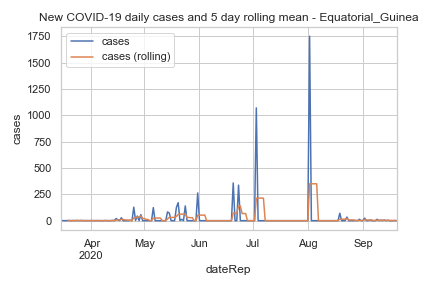 New COVID-19 daily cases and 5 day rolling mean - Equatorial_Guinea
cases
cases (rolling)
1750
1500
1250
1000
750
500
250
0
cases
Apr
2020
May
Jun
Jul
Aug
Sep
dateRep